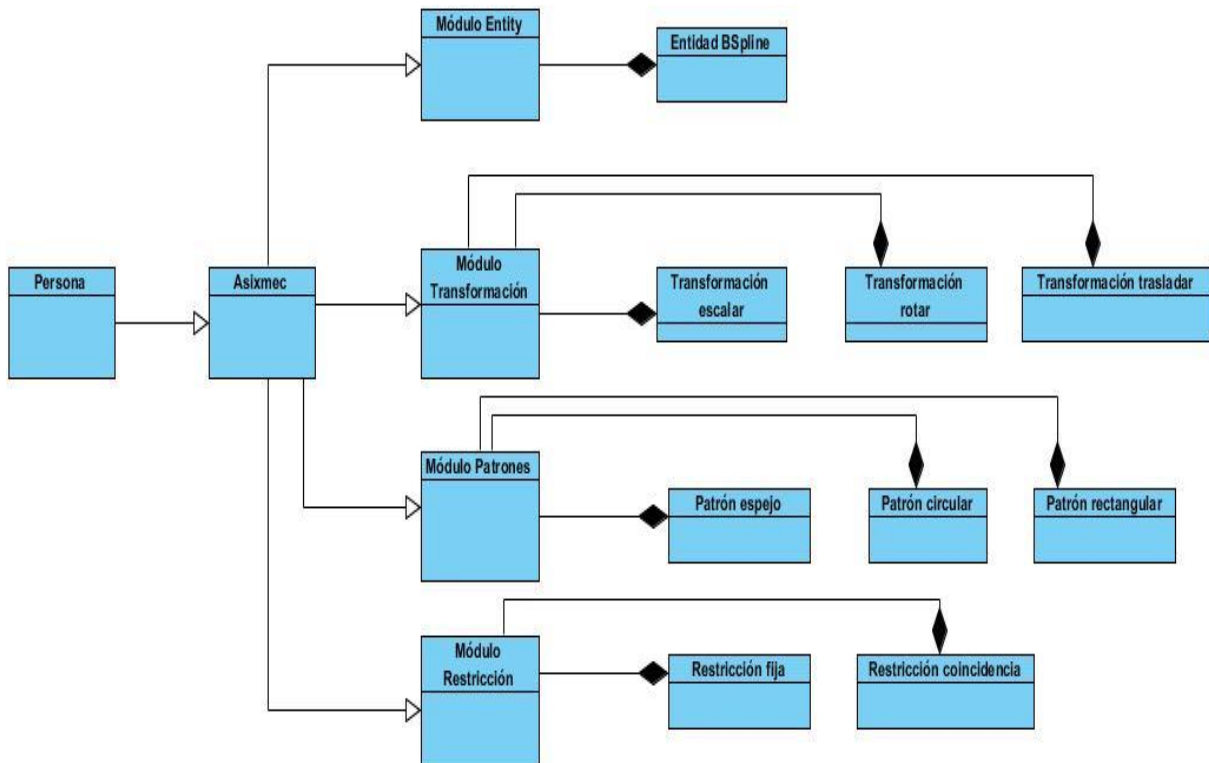 Módulo Entity
Entidad BSpline
Persona
Asixmec
Módulo
Transformación
Transformación
escalar
Transformación
rotar
Transformación trasladar
Módulo Patrones
Patrón espejo
Patrón circular
Patrón rectangular
Módulo
Restricción
Restricción fija
Restricción coincidencia